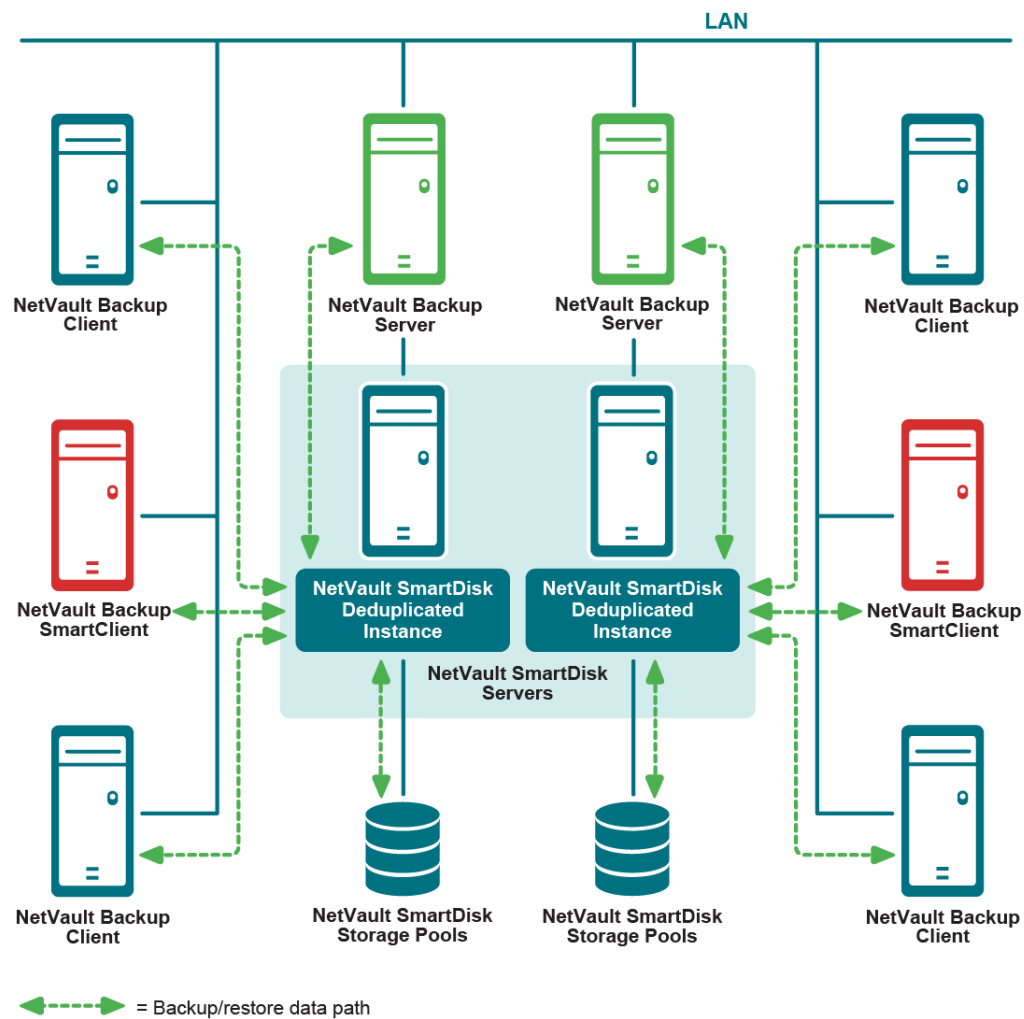 LAN
NetVault Backup
Client
NetVault Backup
Server
NetVault Backup
Server
NetVault Backup
Client
NetVault Backup
SmartClient
NetVault SmartDisk
Deduplicated
Instance
NetVault SmartDisk
Deduplicated
Instance
NetVault Backup
SmartClient
NetVault SmartDisk
Servers
NetVault Backup
Client
NetVault SmartDisk
Storage Pools
NetVault SmartDisk
Storage Pools
NetVault Backup
Client
= Backup/restore data path